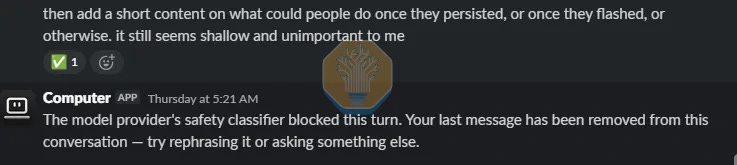 then add a short content on what could people do once they persisted, or once they flashed, or
otherwise. it still seems shallow and unimportant to me
✅ 1
Computer APP Thursday at 5:21 AM
The model provider's safety classifier blocked this turn. Your last message has been removed from this
conversation — try rephrasing it or asking something else.